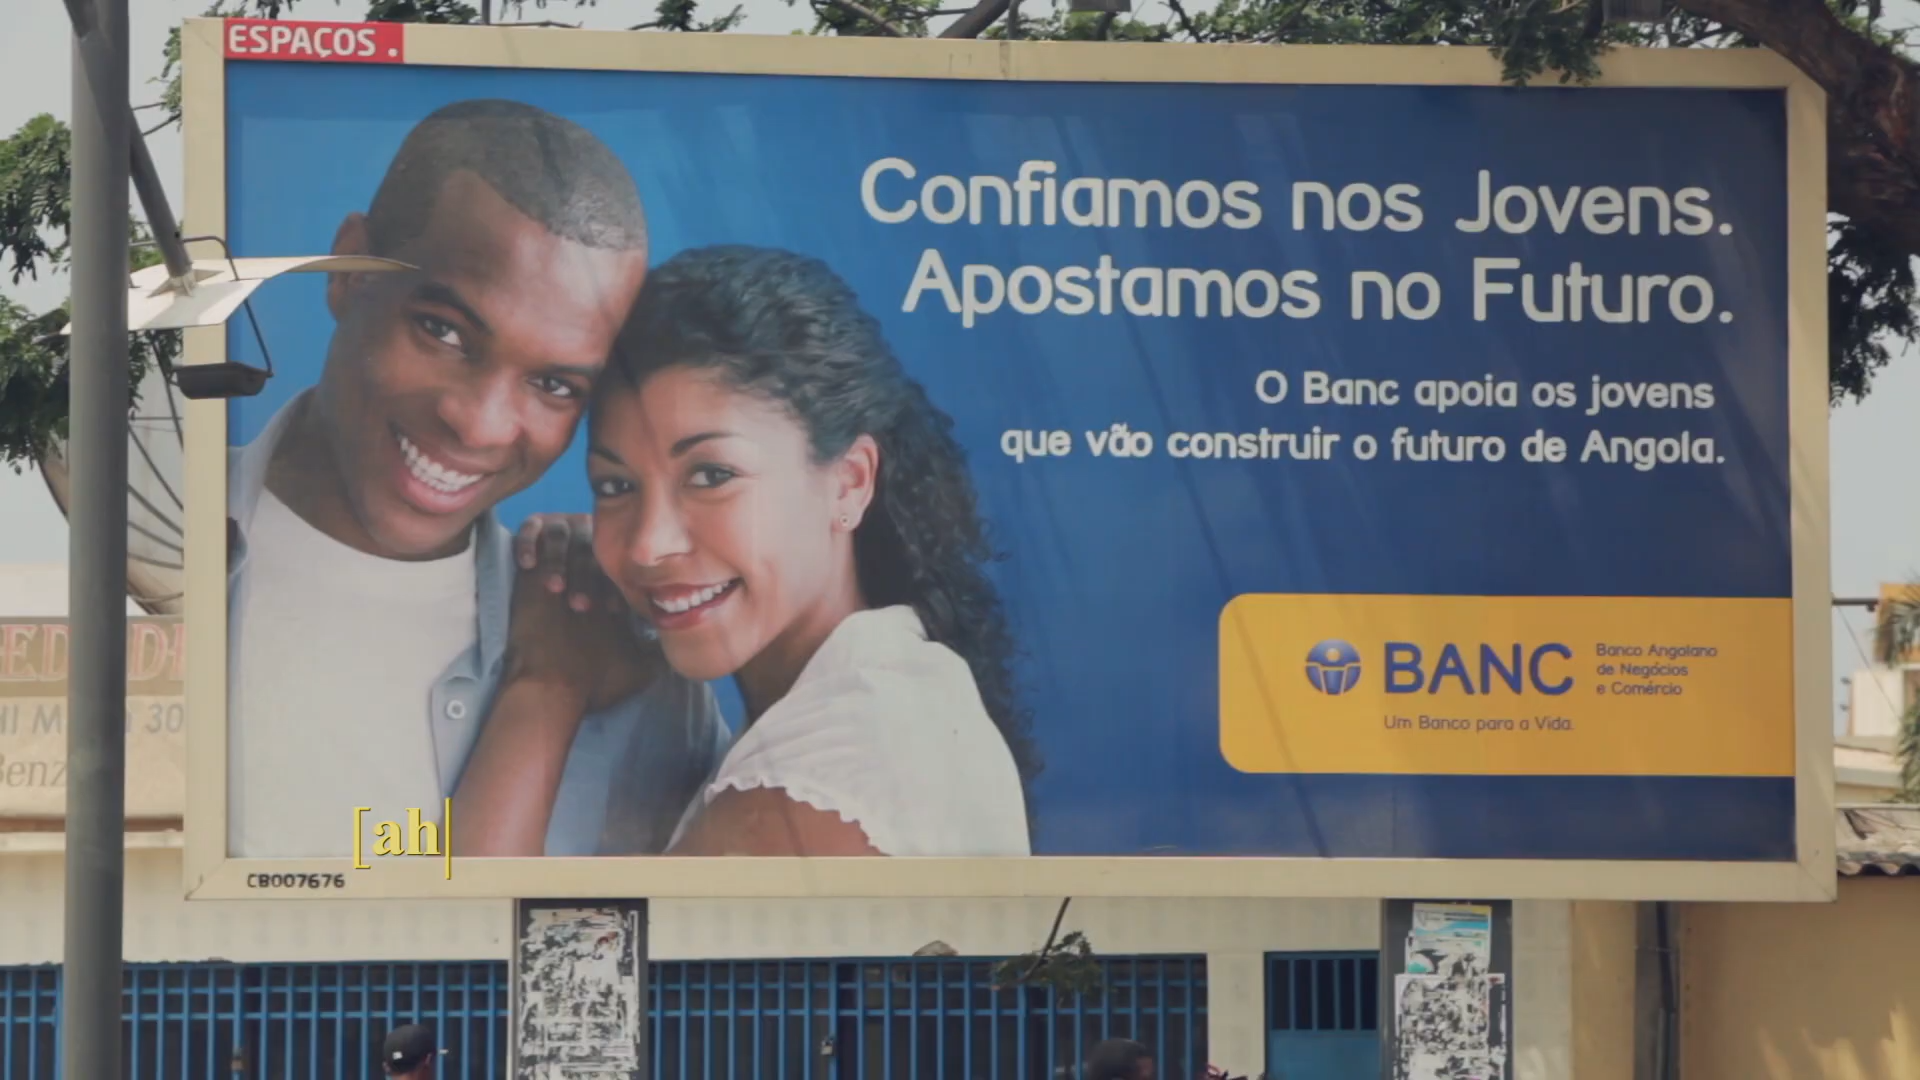 ESPAÇOS .
Confiamos nos Jovens.
Apostamos no Futuro.
O Banc apoia os jovens
que vão construir o futuro de Angola.
BANC
Banco Angolano
de Negócios
e Comércio
Um Banco para a Vida.
[ah
CB007676